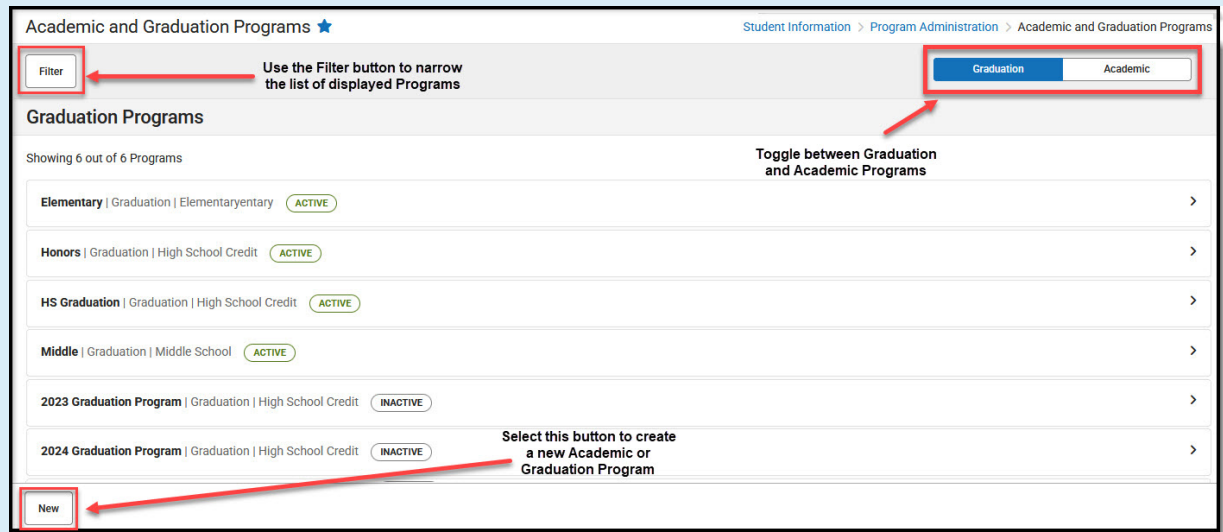 Academic and Graduation Programs
Student Information > Program Administration > Academic and Graduation Programs
Filter
Use the Filter button to narrow
the list of displayed Programs
Graduation
Academic
Graduation Programs
Toggle between Graduation
and Academic Programs
Showing 6 out of 6 Programs
Elementary | Graduation | Elementaryentary ACTIVE
Honors | Graduation | High School Credit ACTIVE
HS Graduation | Graduation | High School Credit ACTIVE
Middle | Graduation | Middle School ACTIVE
2023 Graduation Program | Graduation | High School Credit INACTIVE
2024 Graduation Program | Graduation | High School Credit INACTIVE
Select this button to create
a new Academic or
Graduation Program
New